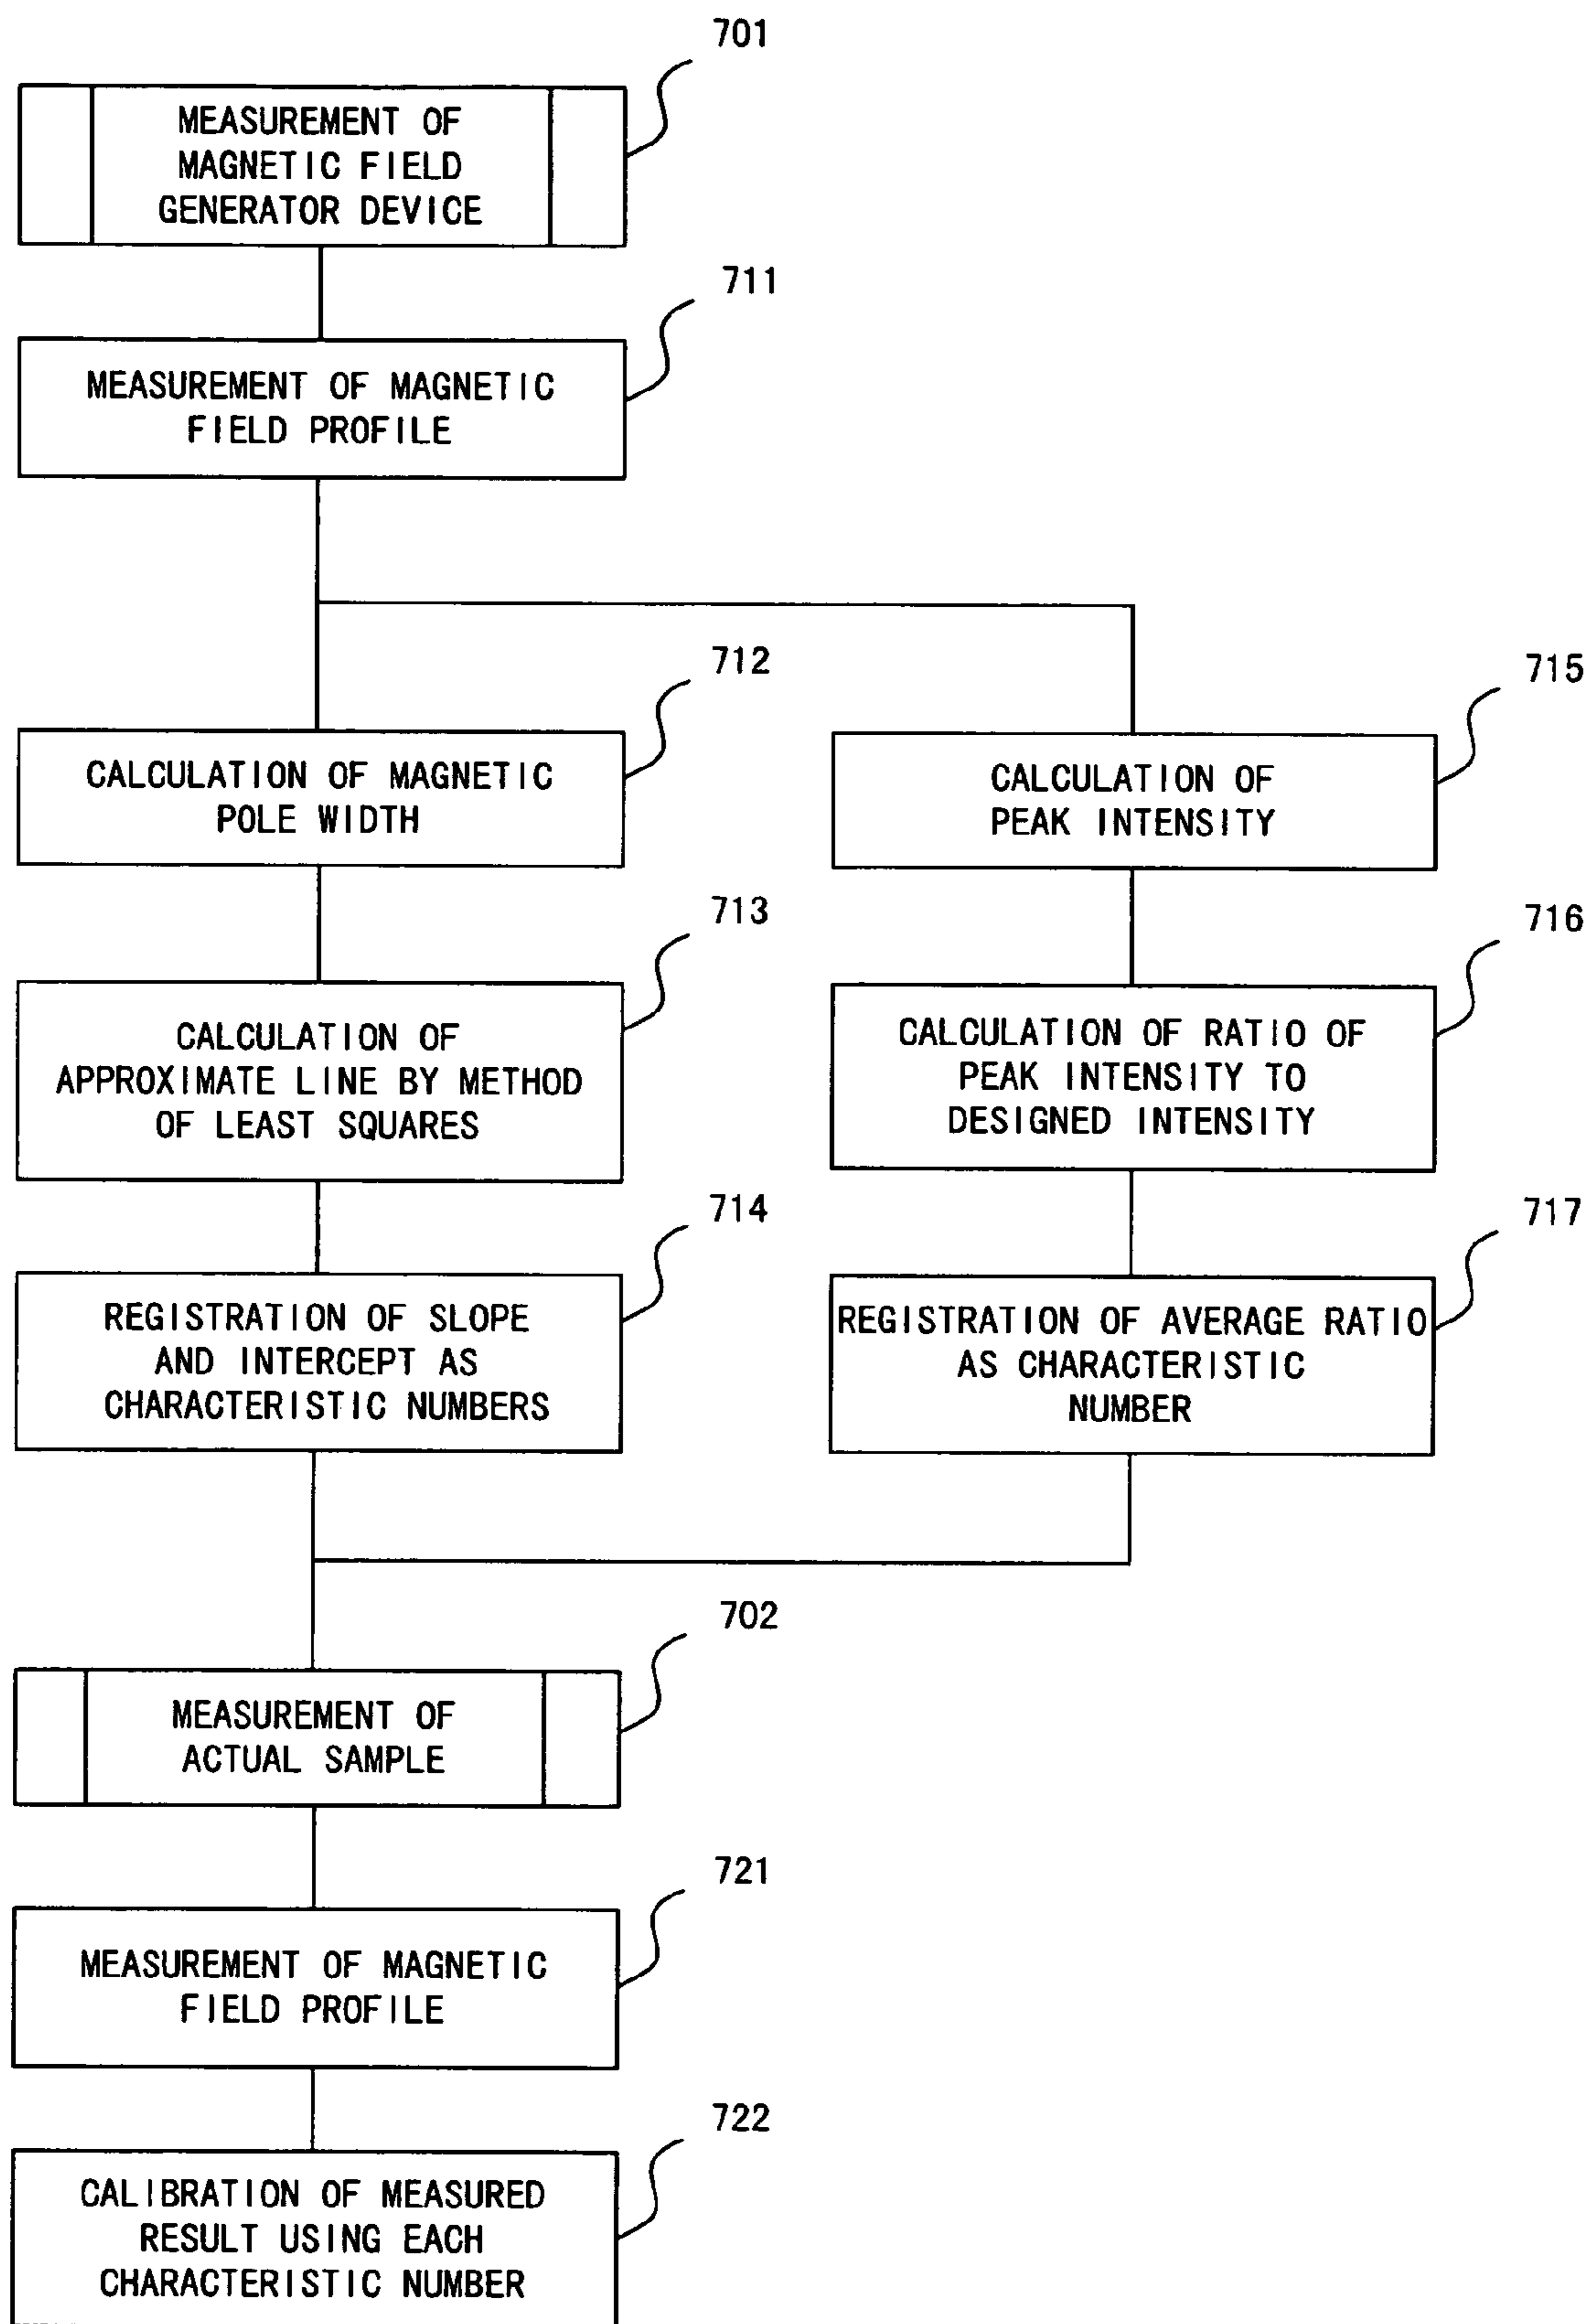 701
MEASUREMENT OF
MAGNETIC FIELD
GENERATOR DEVICE
711
MEASUREMENT OF MAGNETIC
FIELD PROFILE
712
CALCULATION OF MAGNETIC
POLE WIDTH
713
CALCULATION OF
APPROXIMATE LINE BY METHOD
OF LEAST SQUARES
714
REGISTRATION OF SLOPE
AND INTERCEPT AS
CHARACTERISTIC NUMBERS
715
CALCULATION OF
PEAK INTENSITY
716
CALCULATION OF RATIO OF
PEAK INTENSITY TO
DESIGNED INTENSITY
717
REGISTRATION OF AVERAGE RATIO
AS CHARACTERISTIC
NUMBER
702
MEASUREMENT OF
ACTUAL SAMPLE
721
MEASUREMENT OF MAGNETIC
FIELD PROFILE
722
CALIBRATION OF MEASURED
RESULT USING EACH
CHARACTERISTIC NUMBER